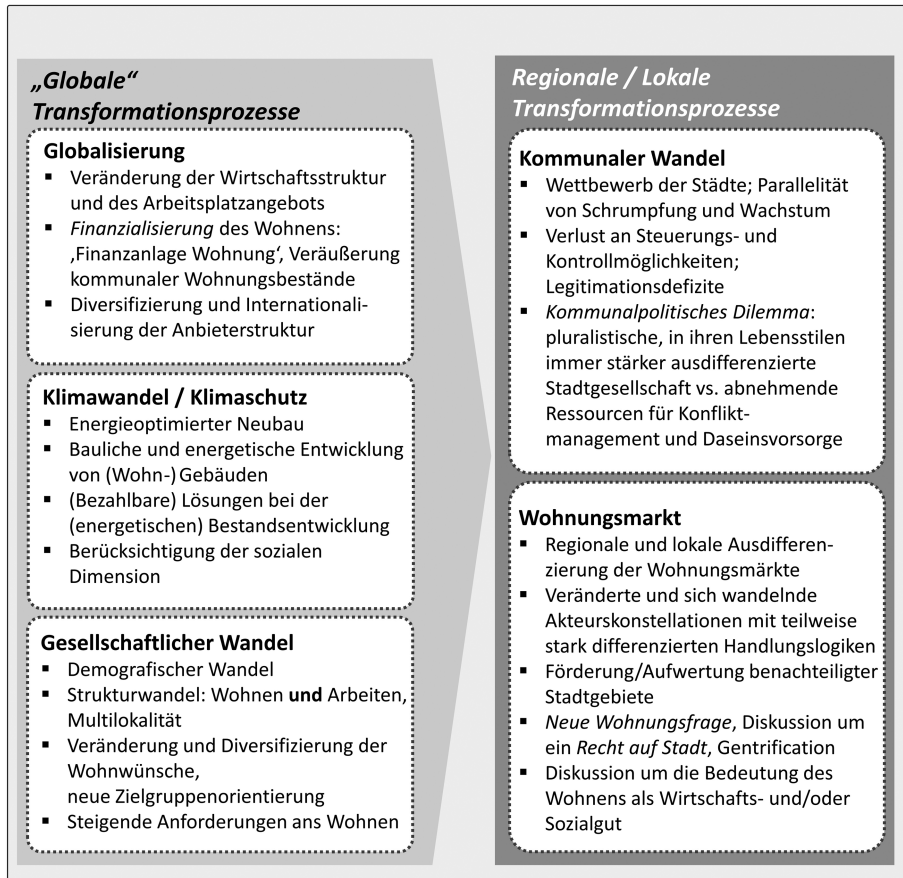 „Globale“
Transformationsprozesse
Globalisierung
▪ Veränderung der Wirtschaftsstruktur
und des Arbeitsplatzangebots
▪ Finanzialisierung des Wohnens:
‚Finanzanlage Wohnung‘, Veräußerung
kommunaler Wohnungsbestände
▪ Diversifizierung und Internationali-
sierung der Anbieterstruktur
Klimawandel / Klimaschutz
▪ Energieoptimierter Neubau
▪ Bauliche und energetische Entwicklung
von (Wohn-) Gebäuden
▪ (Bezahlbare) Lösungen bei der
(energetischen) Bestandsentwicklung
▪ Berücksichtigung der sozialen
Dimension
Gesellschaftlicher Wandel
▪ Demografischer Wandel
▪ Strukturwandel: Wohnen und Arbeiten,
Multilokalität
▪ Veränderung und Diversifizierung der
Wohnwünsche,
neue Zielgruppenorientierung
▪ Steigende Anforderungen ans Wohnen
Regionale / Lokale
Transformationsprozesse
Kommunaler Wandel
▪ Wettbewerb der Städte; Parallelität
von Schrumpfung und Wachstum
▪ Verlust an Steuerungs- und
Kontrollmöglichkeiten;
Legitimationsdefizite
▪ Kommunalpolitisches Dilemma:
pluralistische, in ihren Lebensstilen
immer stärker ausdifferenzierte
Stadtgesellschaft vs. abnehmende
Ressourcen für Konflikt-
management und Daseinsvorsorge
Wohnungsmarkt
▪ Regionale und lokale Ausdifferen-
zierung der Wohnungsmärkte
▪ Veränderte und sich wandelnde
Akteurskonstellationen mit teilweise
stark differenzierten Handlungslogiken
▪ Förderung/Aufwertung benachteiligter
Stadtgebiete
▪ Neue Wohnungsfrage, Diskussion um
ein Recht auf Stadt, Gentrification
▪ Diskussion um die Bedeutung des
Wohnens als Wirtschafts- und/oder
Sozialgut